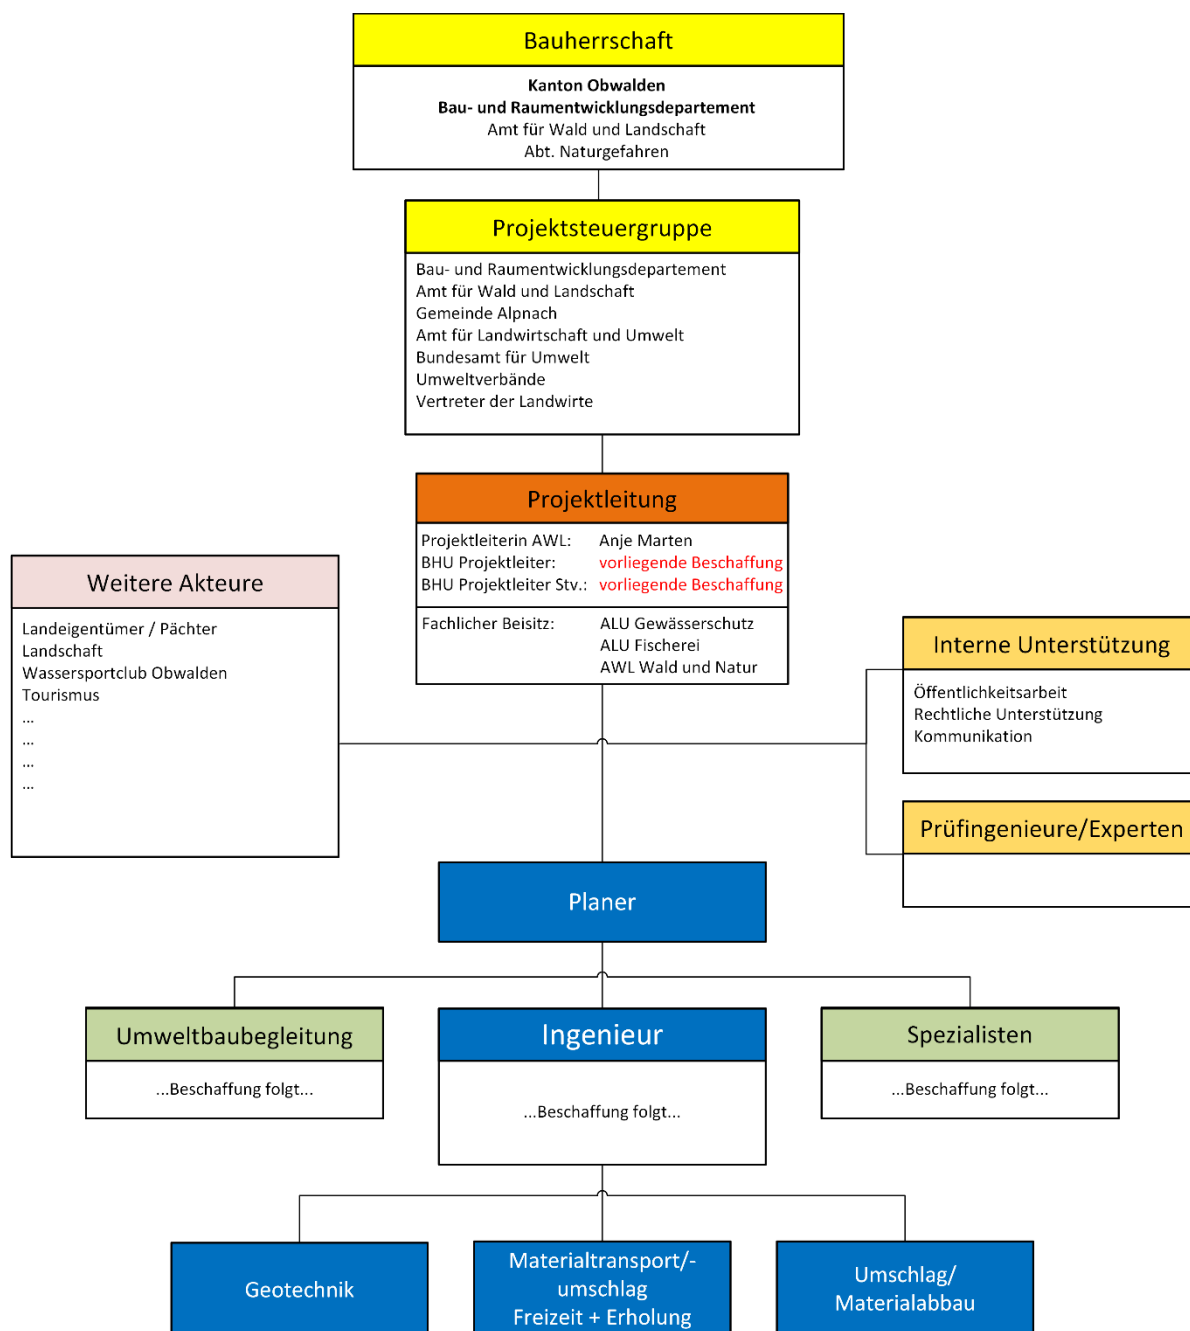 Bauherrschaft
Kanton Obwalden
Bau- und Raumentwicklungsdepartement
Amt für Wald und Landschaft
Abt. Naturgefahren
Projektsteuergruppe
Bau- und Raumentwicklungsdepartement
Amt für Wald und Landschaft
Gemeinde Alpnach
Amt für Landwirtschaft und Umwelt
Bundesamt für Umwelt
Umweltverbände
Vertreter der Landwirte
Projektleitung
Projektleiterin AWL: Anje Marten
BHU Projektleiter: vorliegende Beschaffung
BHU Projektleiter Stv.: vorliegende Beschaffung
Fachlicher Beisitz: ALU Gewässerschutz
ALU Fischerei
AWL Wald und Natur
Weitere Akteure
Landeigentümer / Pächter
Landschaft
Wassersportclub Obwalden
Tourismus
...
...
...
...
Interne Unterstützung
Öffentlichkeitsarbeit
Rechtliche Unterstützung
Kommunikation
Prüfingenieure/Experten
Planer
Umweltbaubegleitung
...Beschaffung folgt...
Ingenieur
...Beschaffung folgt...
Spezialisten
...Beschaffung folgt...
Geotechnik
Materialtransport/-
umschlag
Freizeit + Erholung
Umschlag/
Materialabbau